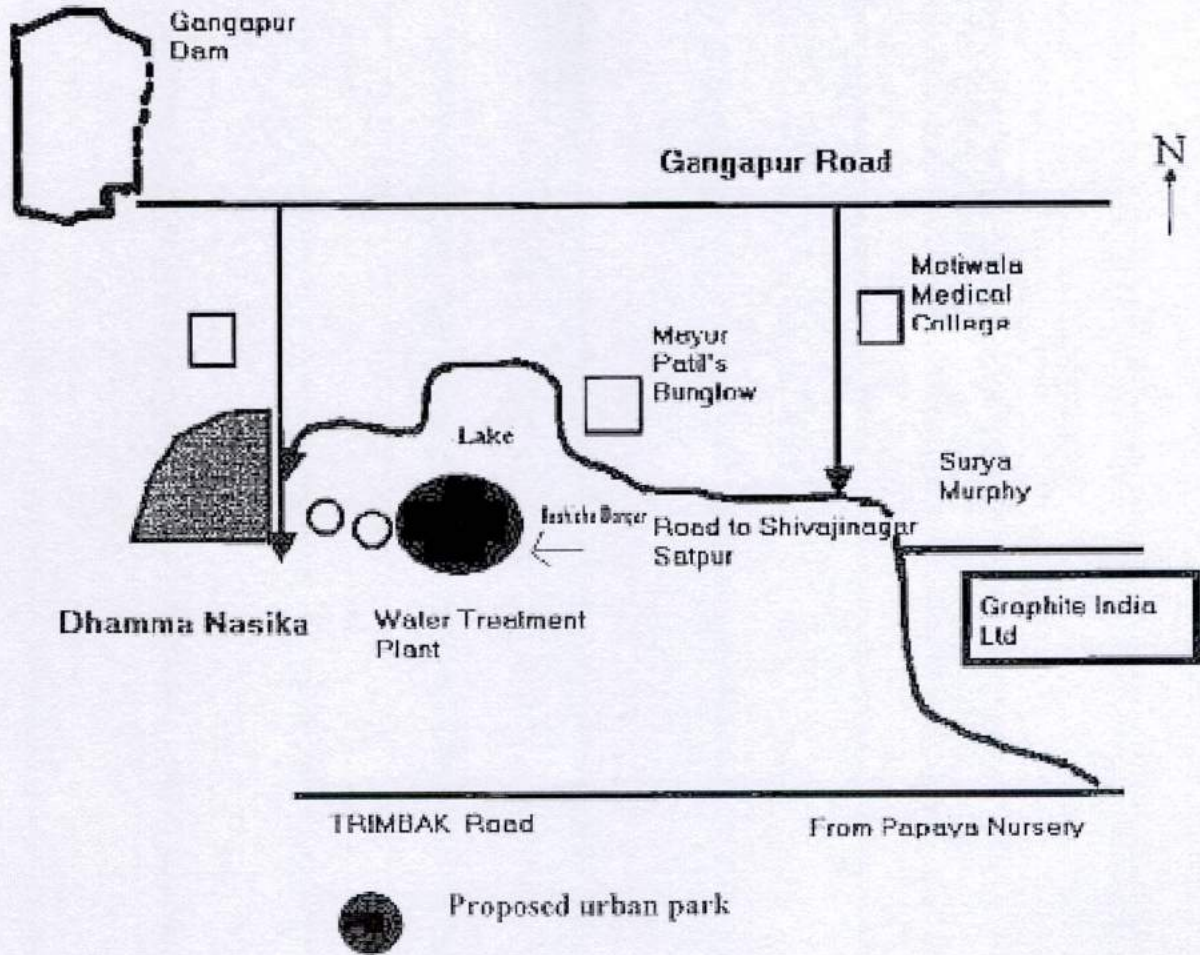 Gangapur
Dam
Gangapur Road
N
Motiwala
Medical
College
Mayur
Patil's
Bunglow
Lake
Surya
Murphy
Road to Shivajinagar
Satpur
Graphite India
Ltd
Dhamma Nasika
Water Treatment
Plant
TRIMBAK Road
From Papaya Nursery
Proposed urban park